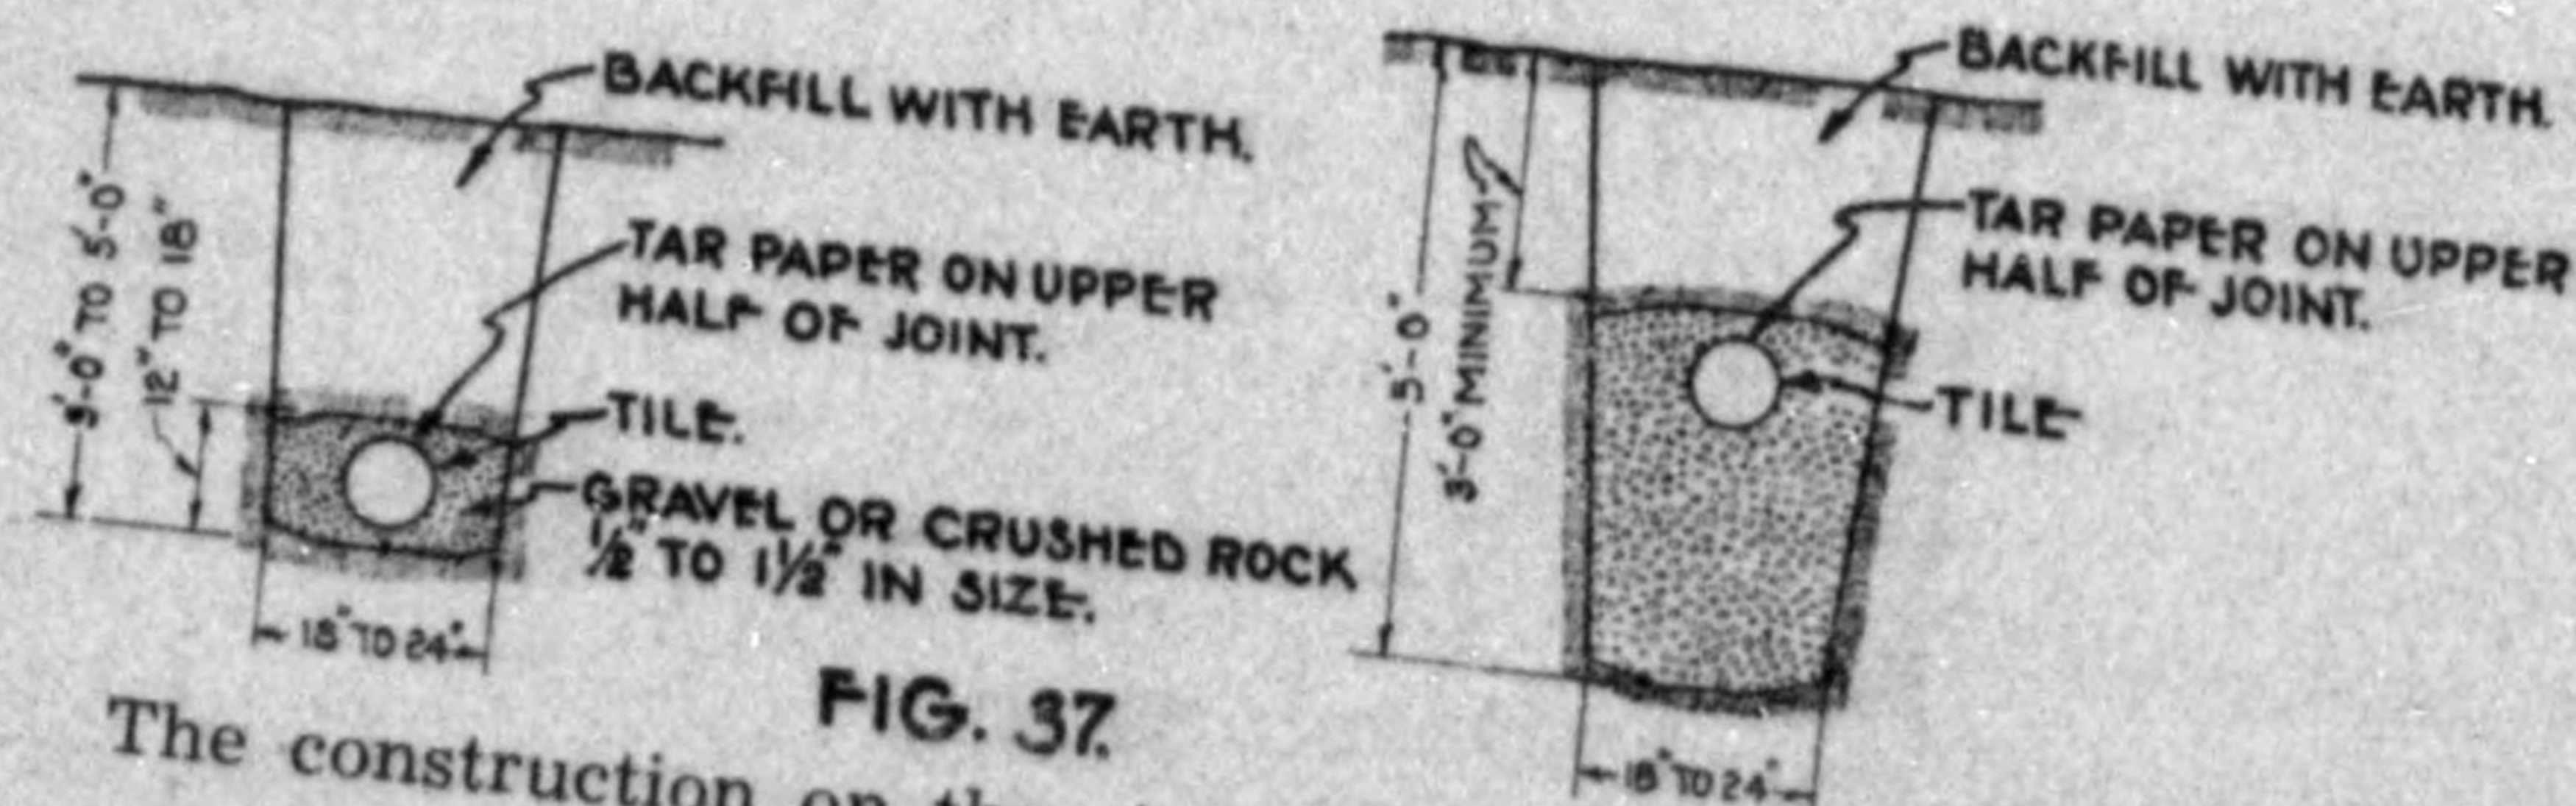 BACKFILL WITH EARTH.
TAR PAPER ON UPPER
HALF OF JOINT.
TILE.
GRAVEL OR CRUSHED ROCK
½" TO 1½" IN SIZE.
3'-0" TO 5'-0"
12" TO 18"
18" TO 24"
BACKFILL WITH EARTH.
TAR PAPER ON UPPER
HALF OF JOINT.
TILE
5'-0"
3'-0" MINIMUM
18" TO 24"
FIG. 37.
The construction on